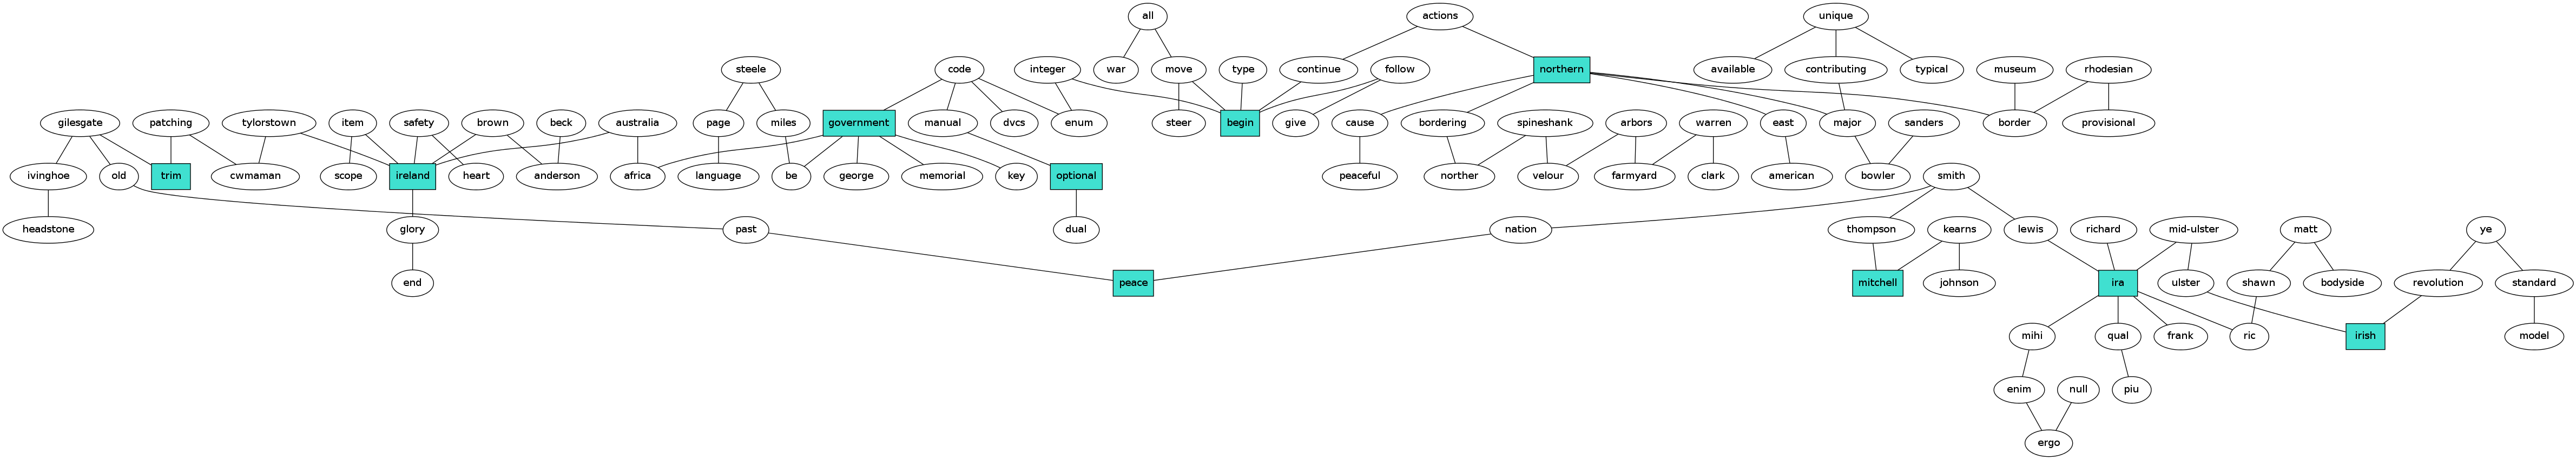 all
actions
unique
steele
code
integer
war
move
type
continue
follow
northern
available
contributing
typical
museum
rhodesian
gilesgate
patching
tylorstown
item
safety
brown
beck
australia
page
miles
government
manual
dvcs
enum
steer
begin
give
cause
bordering
spineshank
arbors
warren
east
major
sanders
border
provisional
ivinghoe
old
trim
cwmaman
scope
ireland
heart
anderson
africa
language
be
george
memorial
key
optional
peaceful
norther
velour
farmyard
clark
american
bowler
smith
headstone
glory
past
dual
nation
thompson
kearns
lewis
richard
mid-ulster
matt
ye
end
peace
mitchell
johnson
ira
ulster
shawn
bodyside
revolution
standard
mihi
qual
frank
ric
irish
model
enim
null
piu
ergo